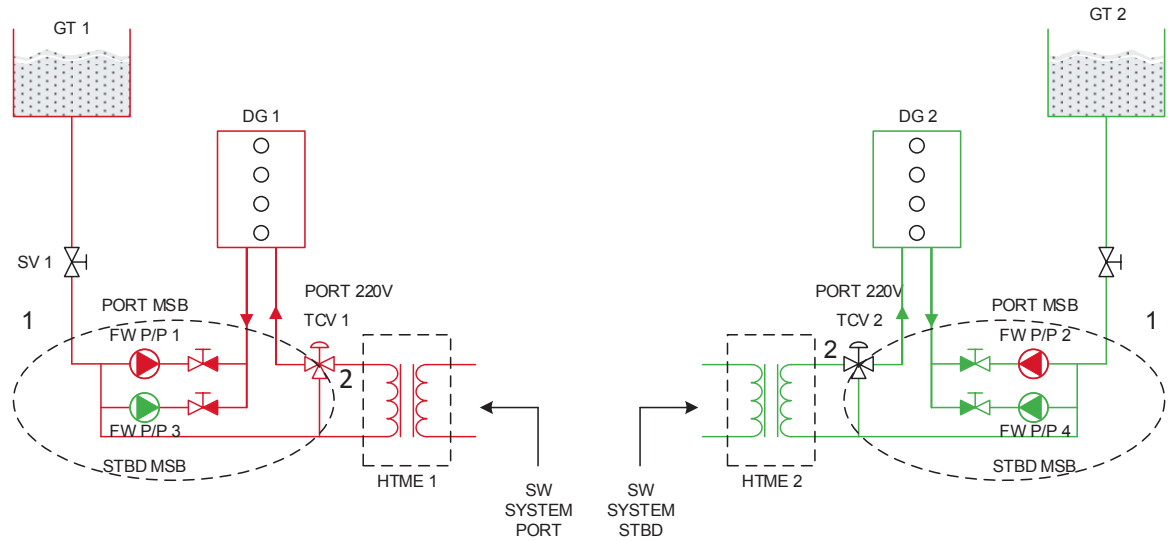 GT 1
GT 2
DG 1
DG 2
SV 1
PORT MSB
PORT 220V
PORT 220V
PORT MSB
1
FW P/P 1
TCV 1
TCV 2
FW P/P 2
1
2
2
FW P/P 3
FW P/P 4
STBD MSB
HTME 1
HTME 2
STBD MSB
SW
SYSTEM
PORT
SW
SYSTEM
STBD